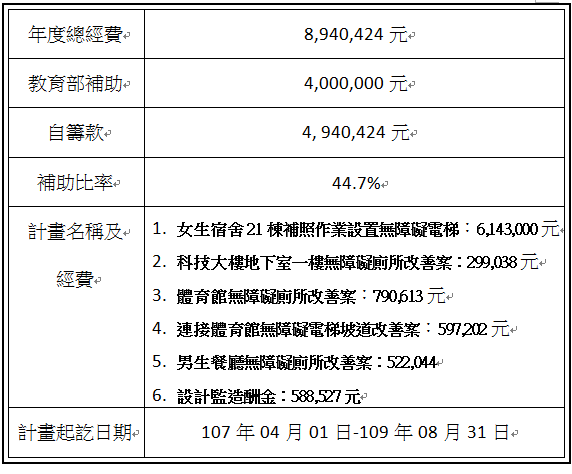 年度總經費 8,940,424 元
教育部補助 4,000,000 元
自籌款 4, 940,424 元
補助比率 44.7%
計畫名稱及
經費
1. 女生宿舍 21 棟補照作業設置無障礙電梯：6,143,000 元
2. 科技大樓地下室一樓無障礙廁所改善案：299,038 元
3. 體育館無障礙廁所改善案：790,613 元
4. 連接體育館無障礙電梯坡道改善案：597,202 元
5. 男生餐廳無障礙廁所改善案：522,044
6. 設計監造酬金：588,527 元
計畫起訖日期 107 年 04 月 01 日-109 年 08 月 31 日